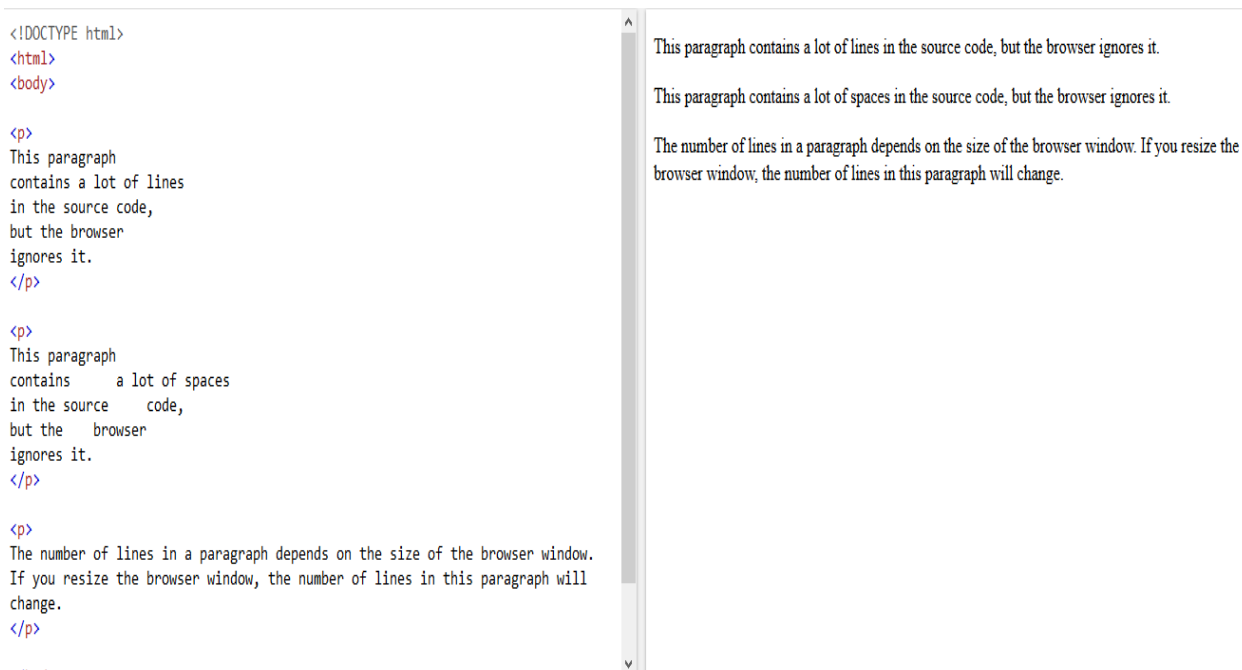 <!DOCTYPE html>
<html>
<body>
<p>
This paragraph
contains a lot of lines
in the source code,
but the browser
ignores it.
</p>
<p>
This paragraph
contains      a lot of spaces
in the source     code,
but the    browser
ignores it.
</p>
<p>
The number of lines in a paragraph depends on the size of the browser window.
If you resize the browser window, the number of lines in this paragraph will
change.
</p>
This paragraph contains a lot of lines in the source code, but the browser ignores it.
This paragraph contains a lot of spaces in the source code, but the browser ignores it.
The number of lines in a paragraph depends on the size of the browser window. If you resize the
browser window, the number of lines in this paragraph will change.